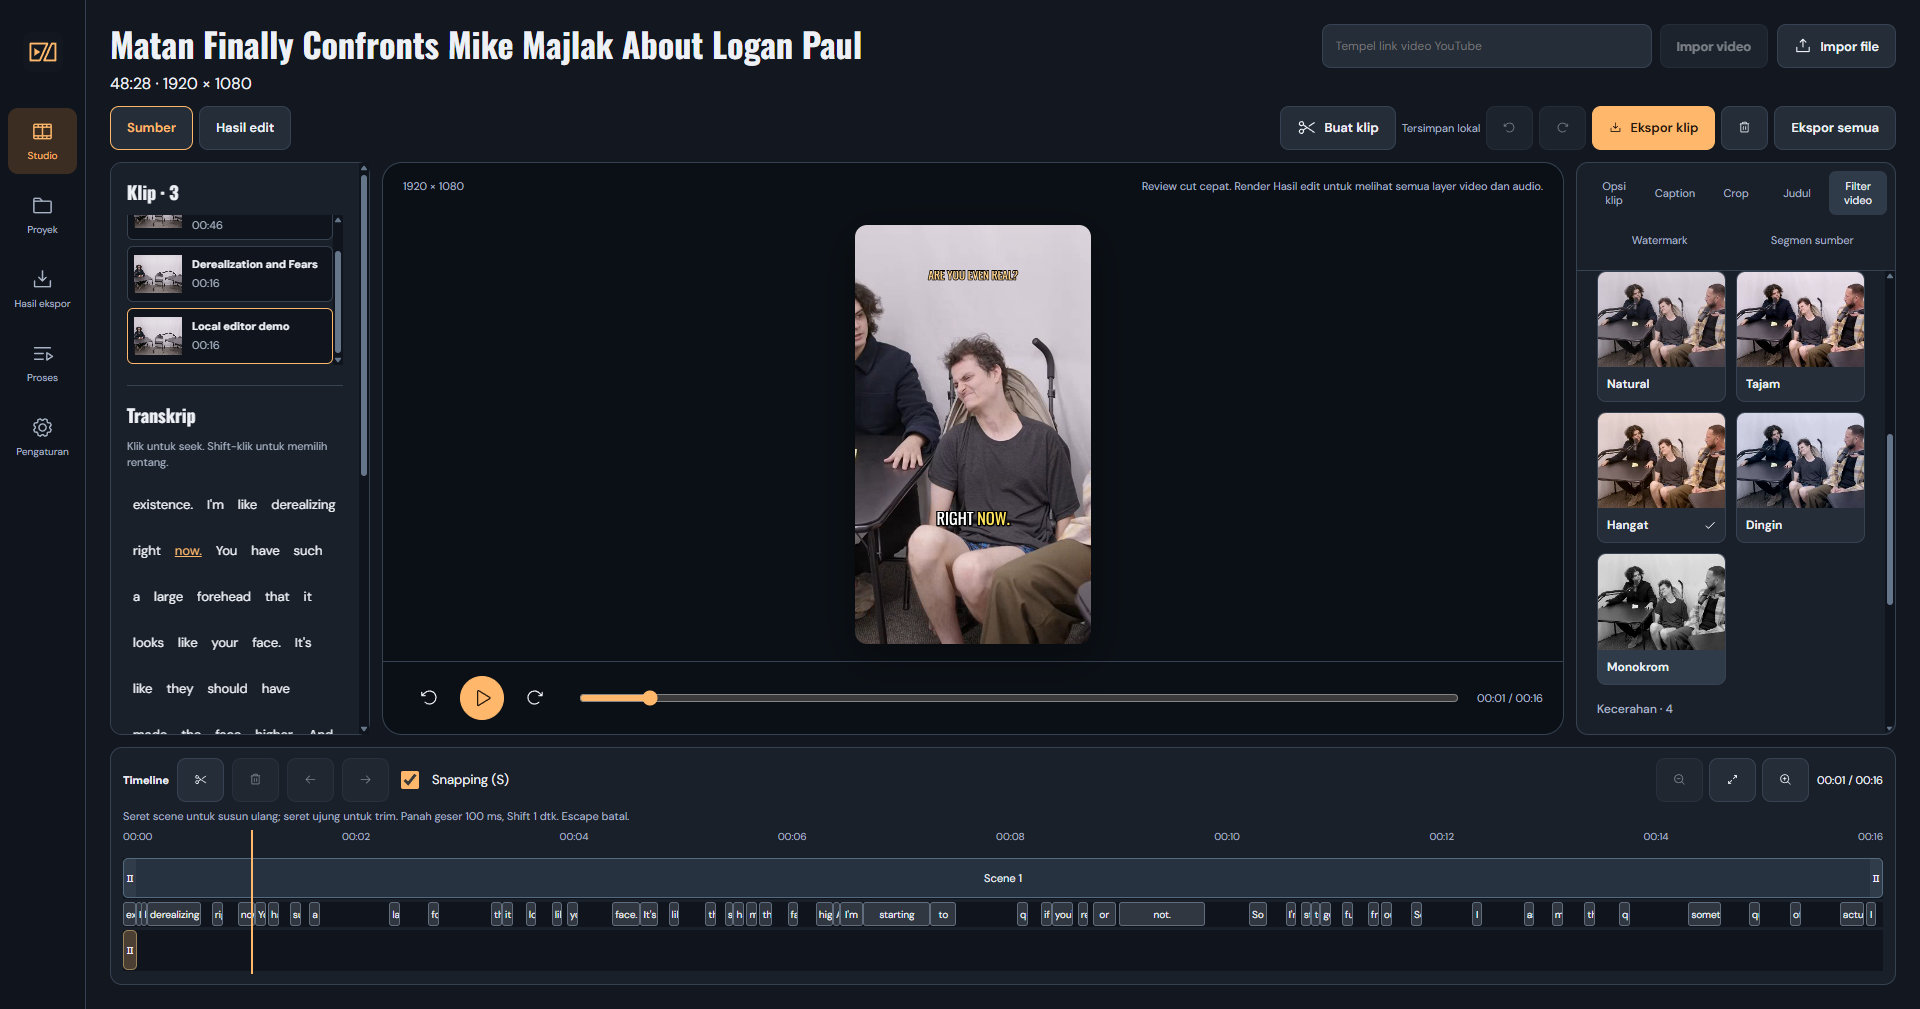 Matan Finally Confronts Mike Majlak About Logan Paul
48:28 · 1920 × 1080
Tempel link video YouTube
Impor video
Impor file
Sumber
Hasil edit
Buat klip
Tersimpan lokal
Ekspor klip
Ekspor semua
Studio
Proyek
Hasil ekspor
Proses
Pengaturan
Klip · 3
00:46
Derealization and Fears
00:16
Local editor demo
00:16
Transkrip
Klik untuk seek. Shift-klik untuk memilih
rentang.
existence. I'm like derealizing
right now. You have such
a large forehead that it
looks like your face. It's
like they should have
made the face higher. And
1920 × 1080
Review cut cepat. Render Hasil edit untuk melihat semua layer video dan audio.
ARE YOU EVEN REAL?
RIGHT NOW.
00:01 / 00:16
Opsi
klip
Caption
Crop
Judul
Filter
video
Watermark
Segmen sumber
Natural
Tajam
Hangat
Dingin
Monokrom
Kecerahan · 4
Timeline
Snapping (S)
00:01 / 00:16
Seret scene untuk susun ulang; seret ujung untuk trim. Panah geser 100 ms, Shift 1 dtk. Escape batal.
00:00 00:02 00:04 00:06 00:08 00:10 00:12 00:14 00:16
Scene 1
derealizing a it face. It's I'm starting to if you or not. So I